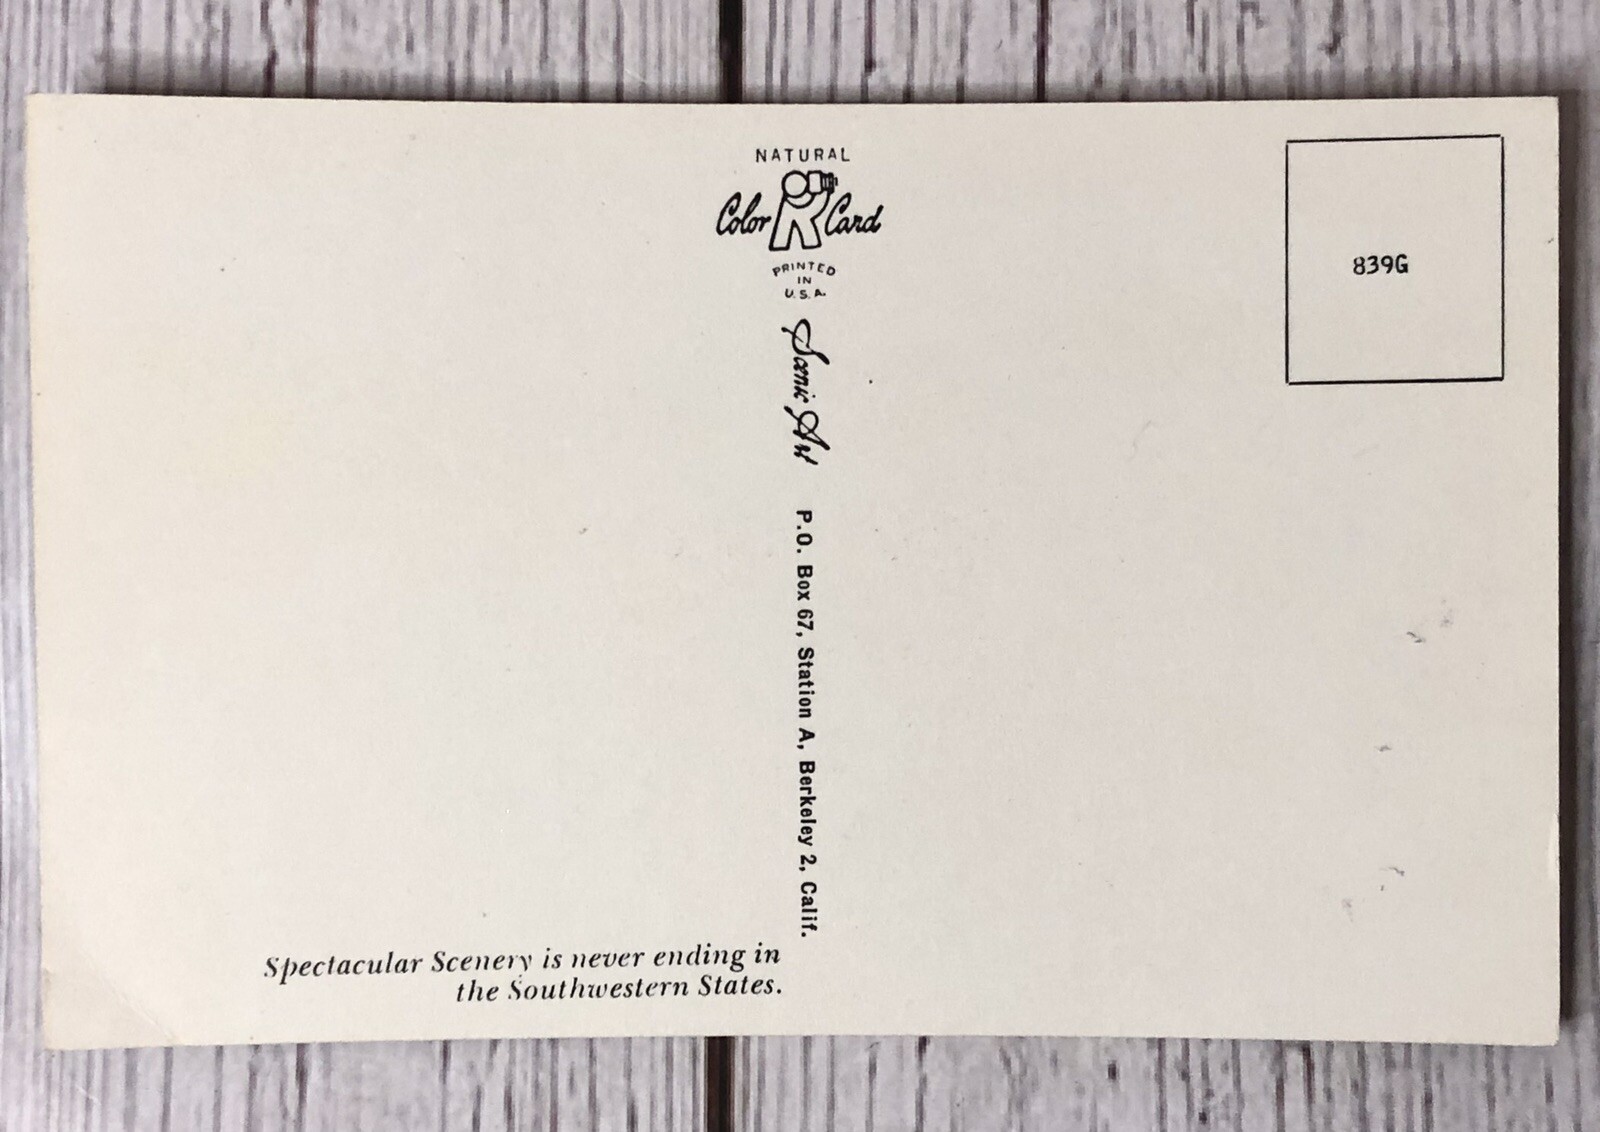 NATURAL
Color R Card
PRINTED
IN
U.S.A.
839G
Scenic Art
P.O. Box 67, Station A, Berkeley 2, Calif.
Spectacular Scenery is never ending in
the Southwestern States.